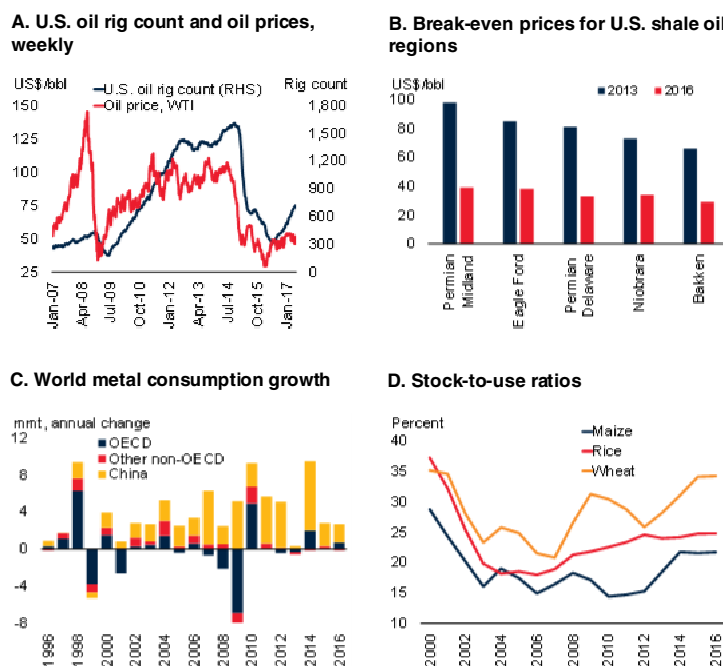 A. U.S. oil rig count and oil prices,
weekly
US$/bbl
Rig count
U.S. oil rig count (RHS)
Oil price, WTI
150
125
100
75
50
25
1,800
1,500
1,200
900
600
300
0
Jan-07
Apr-08
Jul-09
Oct-10
Jan-12
Apr-13
Jul-14
Oct-15
Jan-17
B. Break-even prices for U.S. shale oil
regions
US$/bbl
2013
2016
100
80
60
40
20
0
Permian
Midland
Eagle Ford
Permian
Delaware
Niobrara
Bakken
C. World metal consumption growth
mmt, annual change
OECD
Other non-OECD
China
12
8
4
0
-4
-8
1996
1998
2000
2002
2004
2006
2008
2010
2012
2014
2016
D. Stock-to-use ratios
Percent
Maize
Rice
Wheat
40
35
30
25
20
15
10
2000
2002
2004
2006
2008
2010
2012
2014
2016